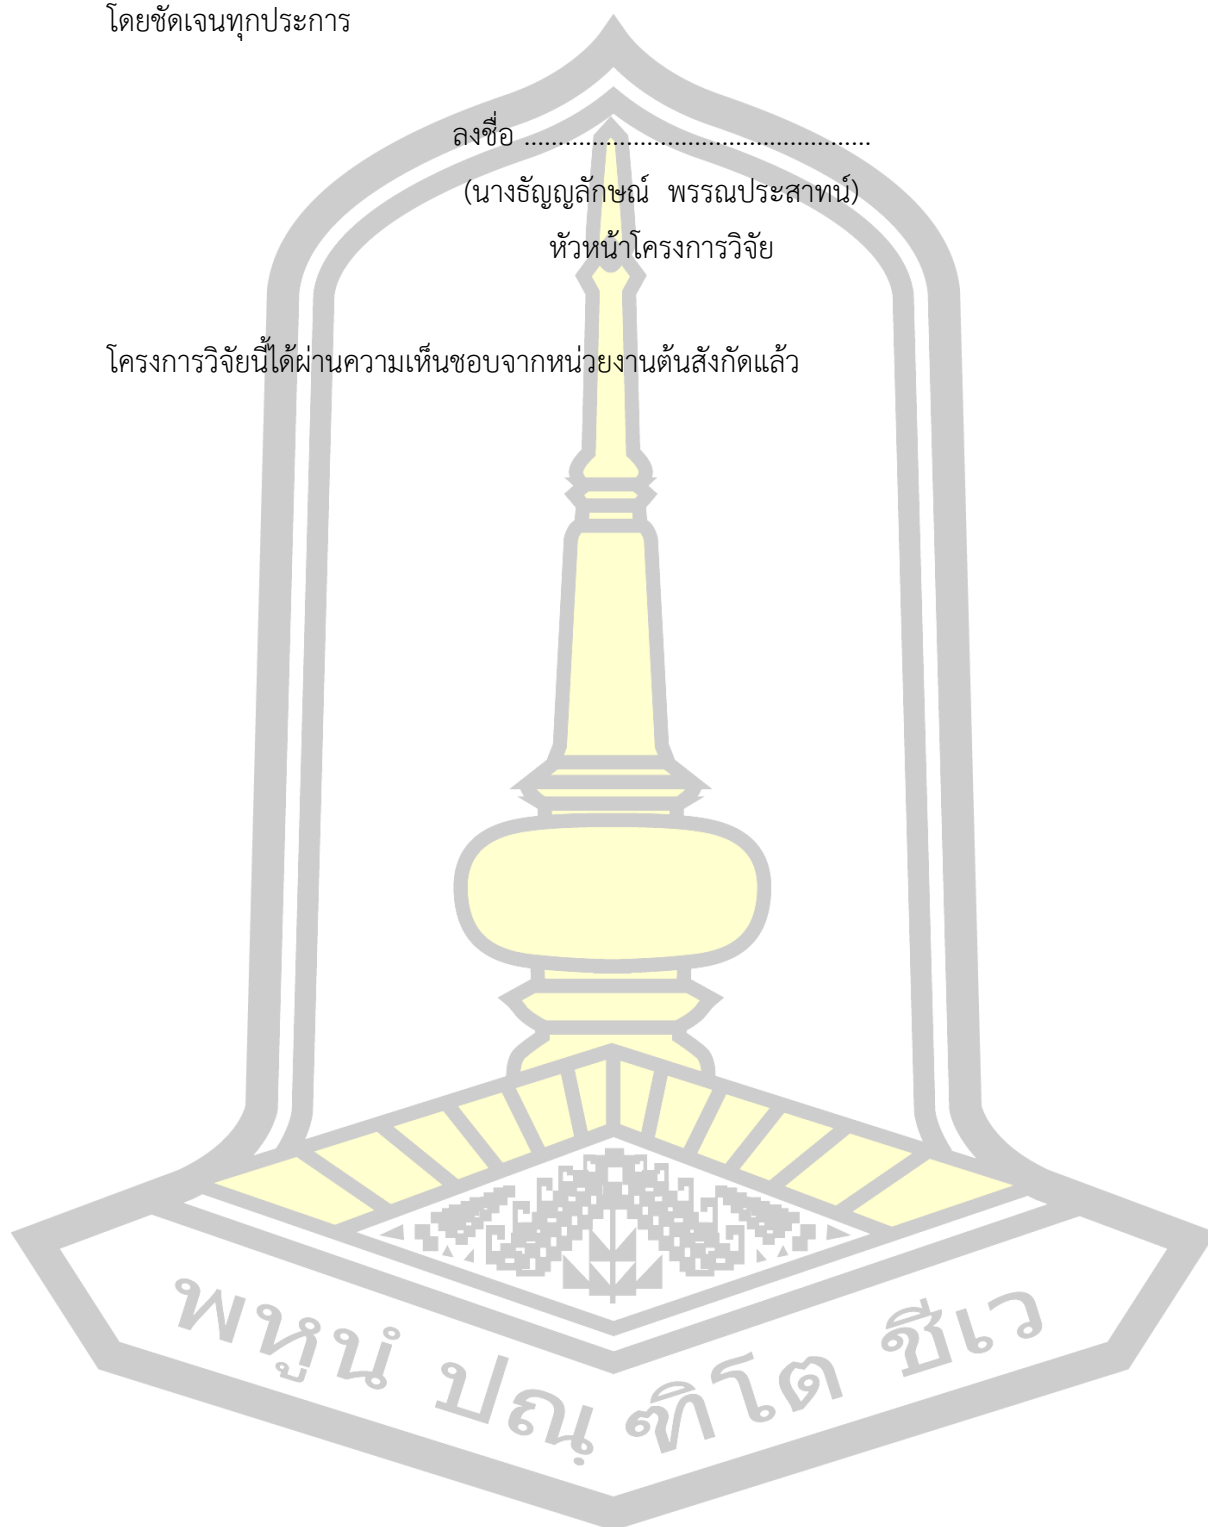 โดยชัดเจนทุกประการ
ลงชื่อ ...................................................
(นางธัญญลักษณ์ พรรณประสาทน์)
หัวหน้าโครงการวิจัย
โครงการวิจัยนี้ได้ผ่านความเห็นชอบจากหน่วยงานต้นสังกัดแล้ว
พหูนํ ปณฺฑิโต ชีเว